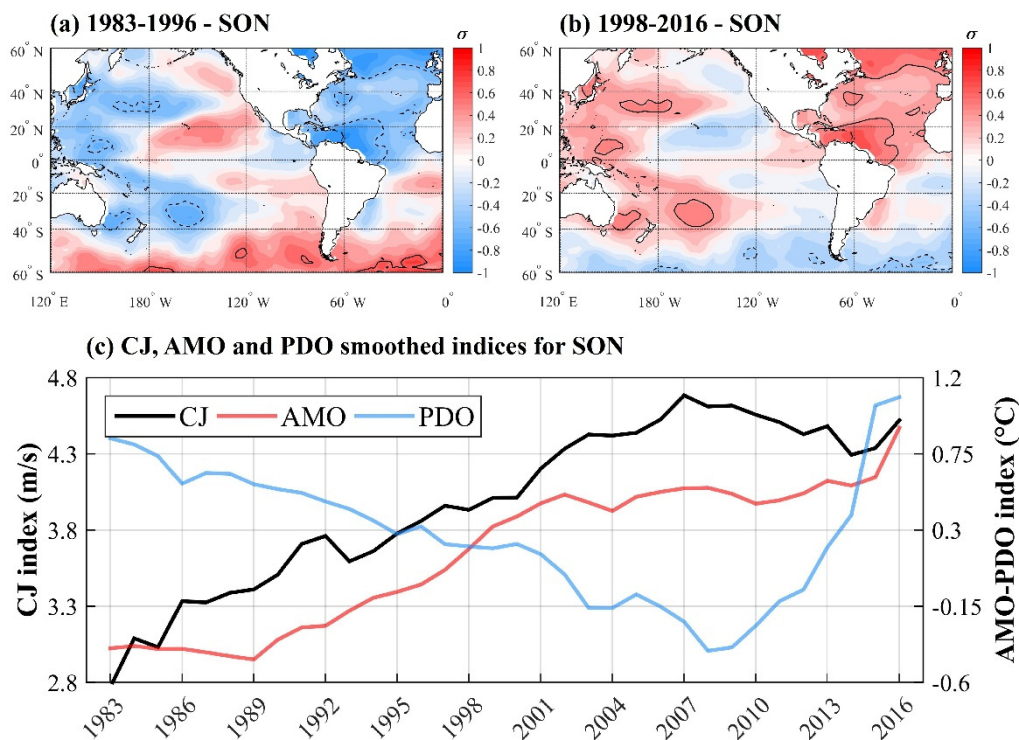 (a) 1983-1996 - SON
(b) 1998-2016 - SON
σ
σ
60° N
40° N
20° N
0°
20° S
40° S
60° S
120° E
180° W
120° W
60° W
0°
1
0.8
0.6
0.4
0.2
0
-0.2
-0.4
-0.6
-0.8
-1
60° N
40° N
20° N
0°
20° S
40° S
60° S
120° E
180° W
120° W
60° W
0°
1
0.8
0.6
0.4
0.2
0
-0.2
-0.4
-0.6
-0.8
-1
(c) CJ, AMO and PDO smoothed indices for SON
CJ AMO PDO
CJ index (m/s)
4.8
4.3
3.8
3.3
2.8
1.2
0.75
0.3
-0.15
-0.6
AMO-PDO index (°C)
1983 1986 1989 1992 1995 1998 2001 2004 2007 2010 2013 2016